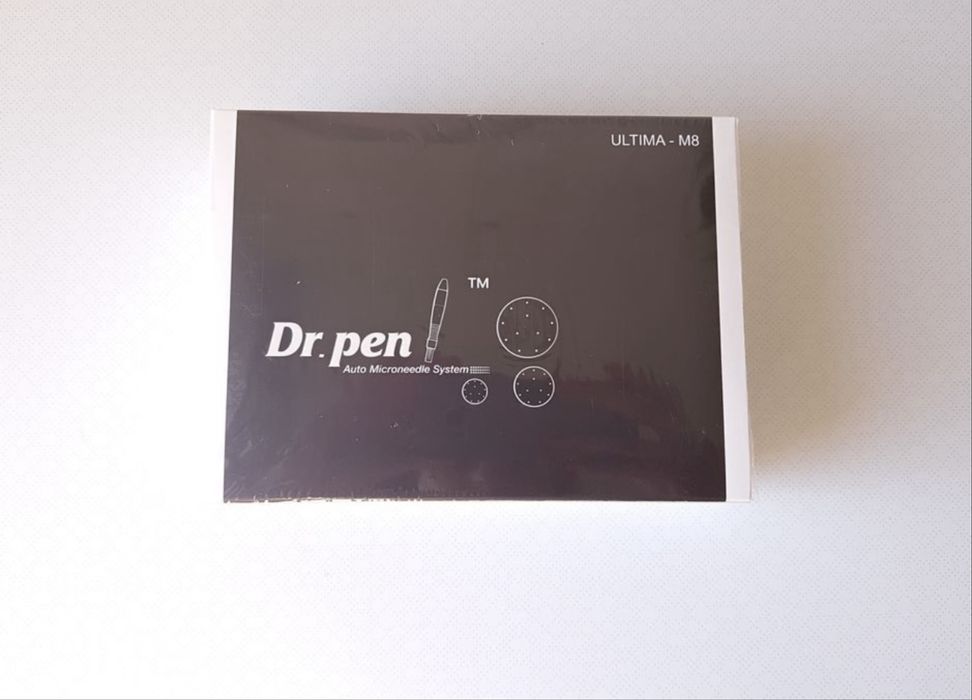 ULTIMA - M8
TM
Dr. pen
Auto Microneedle System